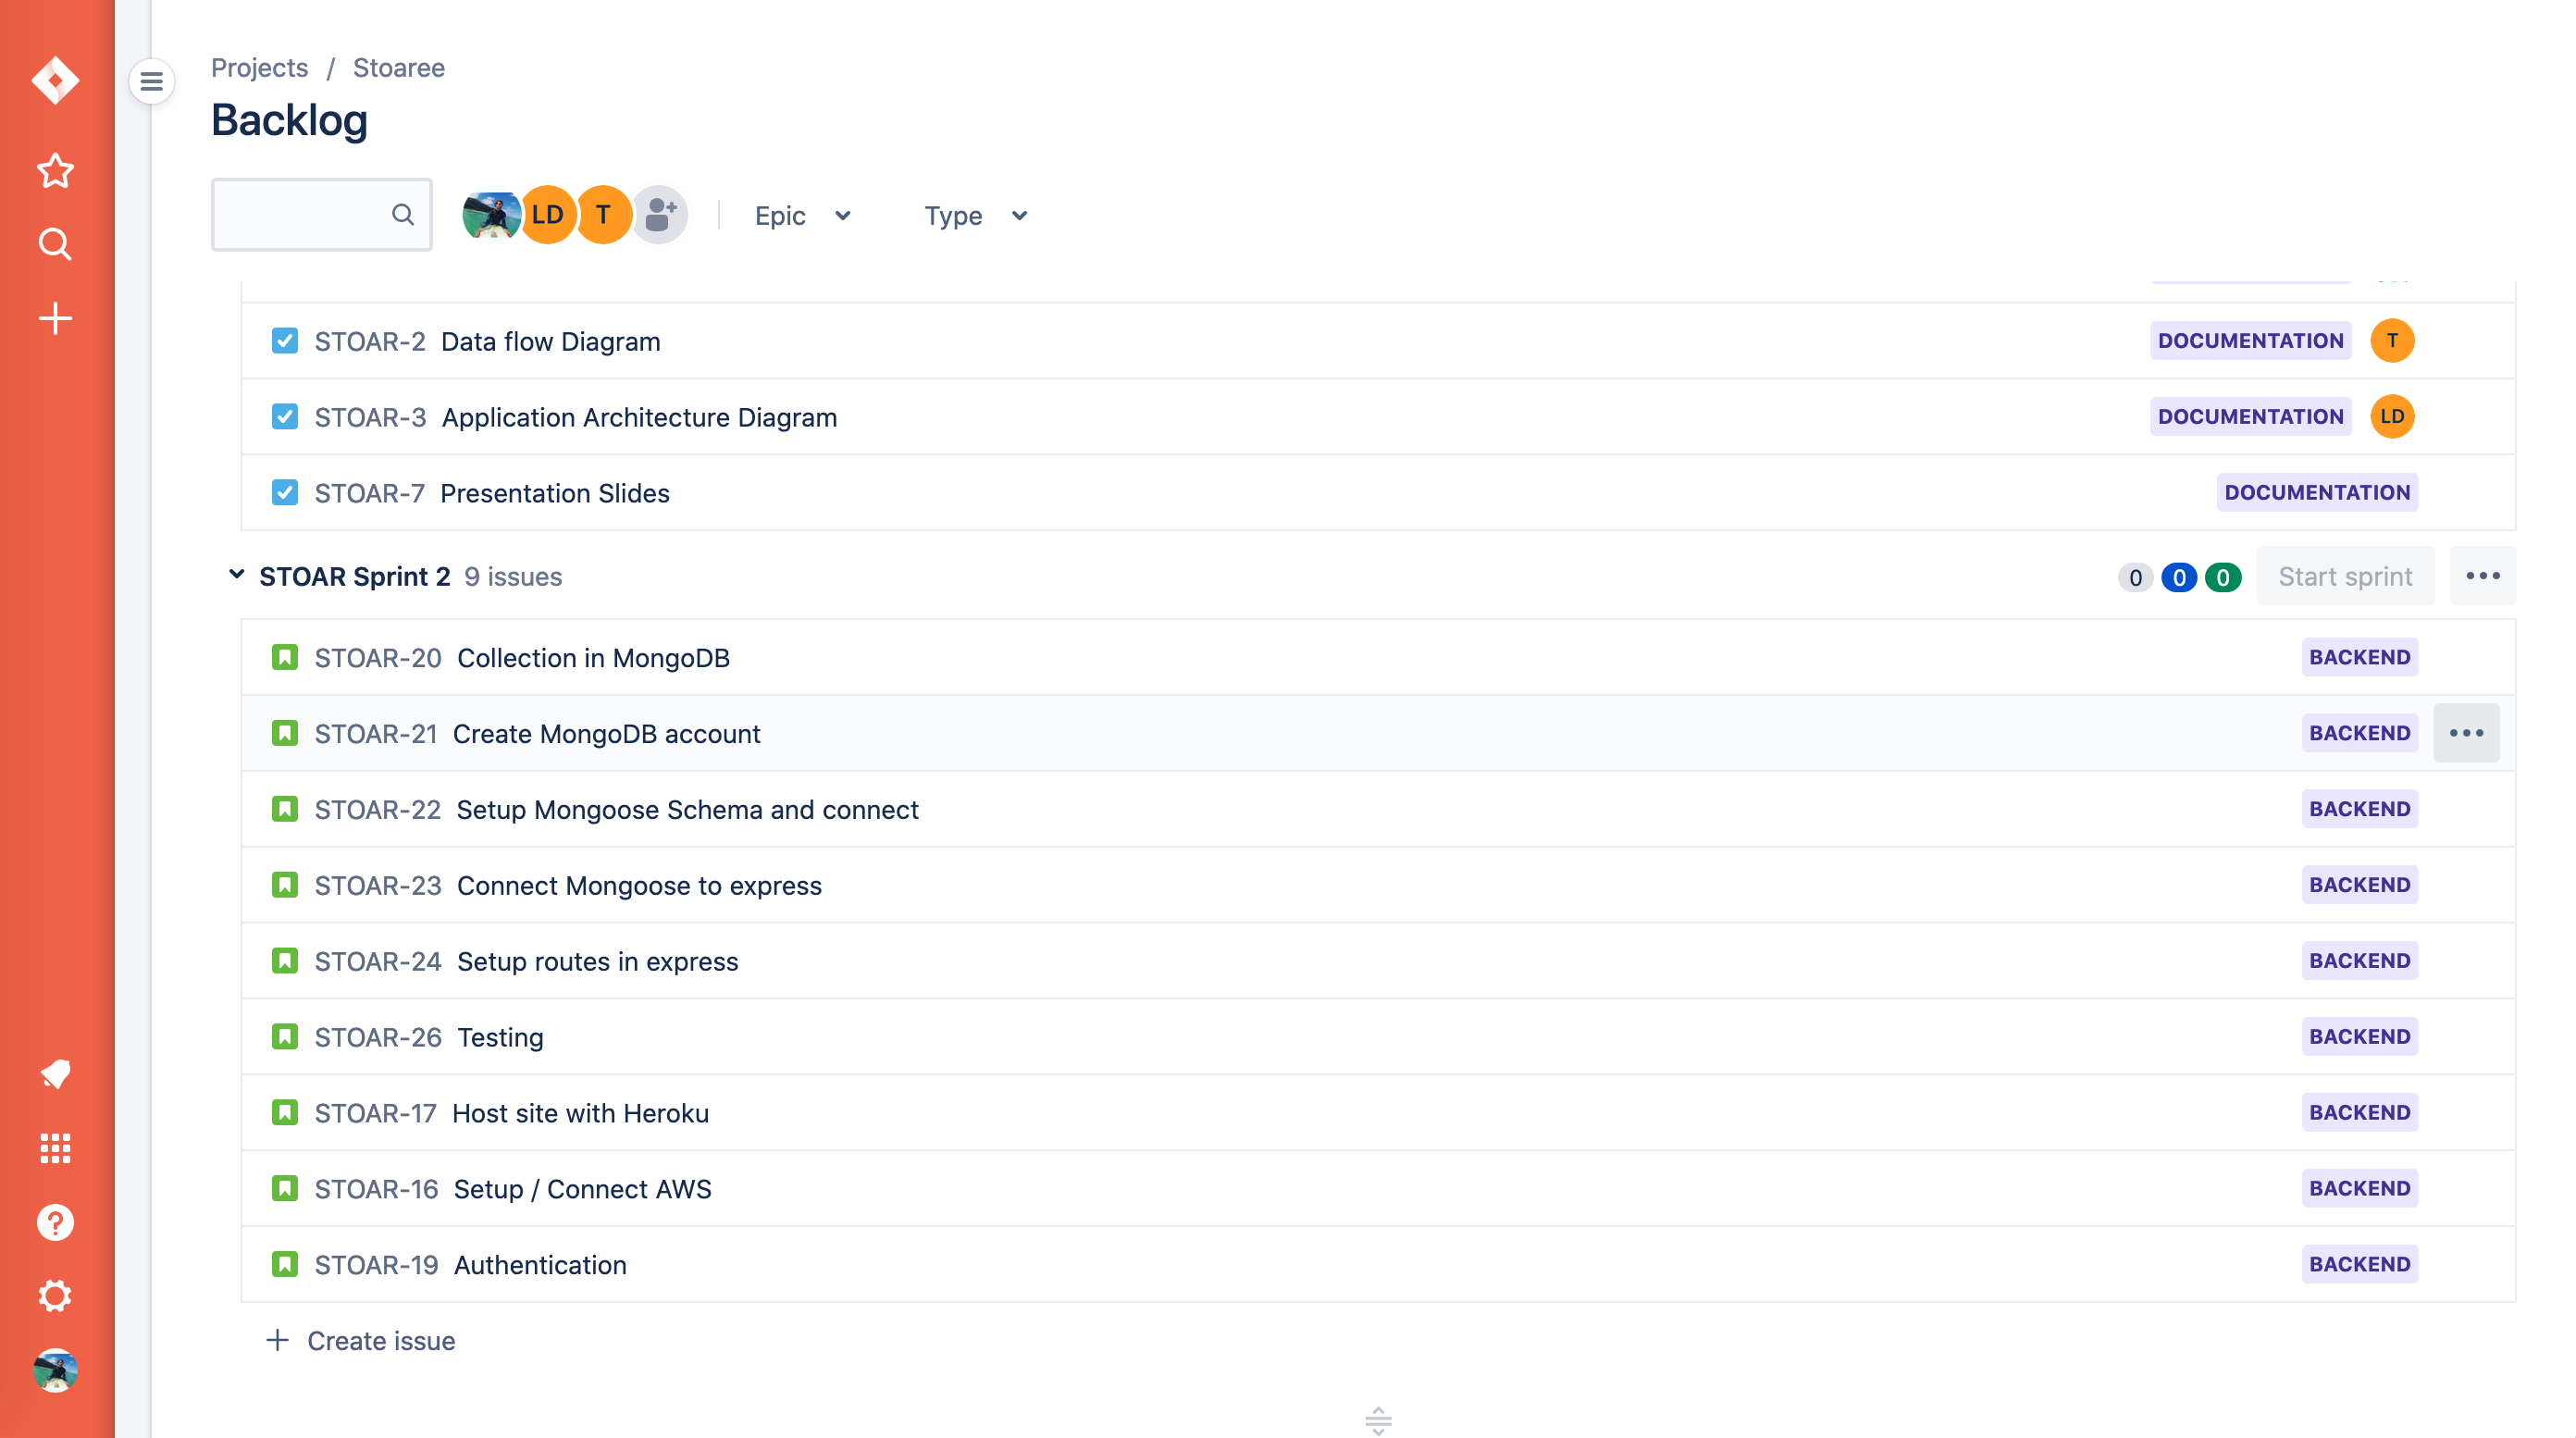 Projects / Stoaree
Backlog
LD T Epic Type
STOAR-2 Data flow Diagram DOCUMENTATION T
STOAR-3 Application Architecture Diagram DOCUMENTATION LD
STOAR-7 Presentation Slides DOCUMENTATION
STOAR Sprint 2 9 issues 0 0 0 Start sprint
STOAR-20 Collection in MongoDB BACKEND
STOAR-21 Create MongoDB account BACKEND
STOAR-22 Setup Mongoose Schema and connect BACKEND
STOAR-23 Connect Mongoose to express BACKEND
STOAR-24 Setup routes in express BACKEND
STOAR-26 Testing BACKEND
STOAR-17 Host site with Heroku BACKEND
STOAR-16 Setup / Connect AWS BACKEND
STOAR-19 Authentication BACKEND
Create issue